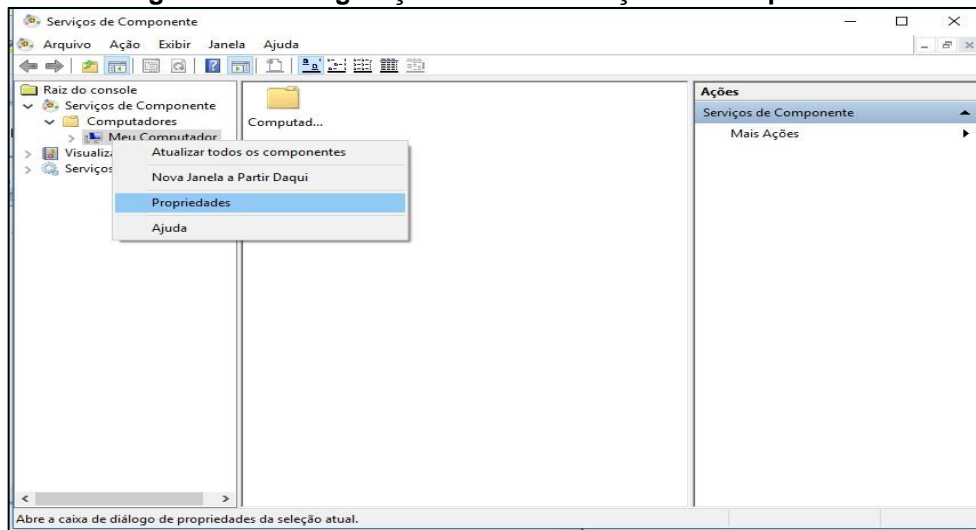 Serviços de Componente
Arquivo Ação Exibir Janela Ajuda
Raiz do console
Serviços de Componente
Computadores
Meu Computador
Visualiz
Serviços
Atualizar todos os componentes
Nova Janela a Partir Daqui
Propriedades
Ajuda
Computad...
Ações
Serviços de Componente
Mais Ações
Abre a caixa de diálogo de propriedades da seleção atual.